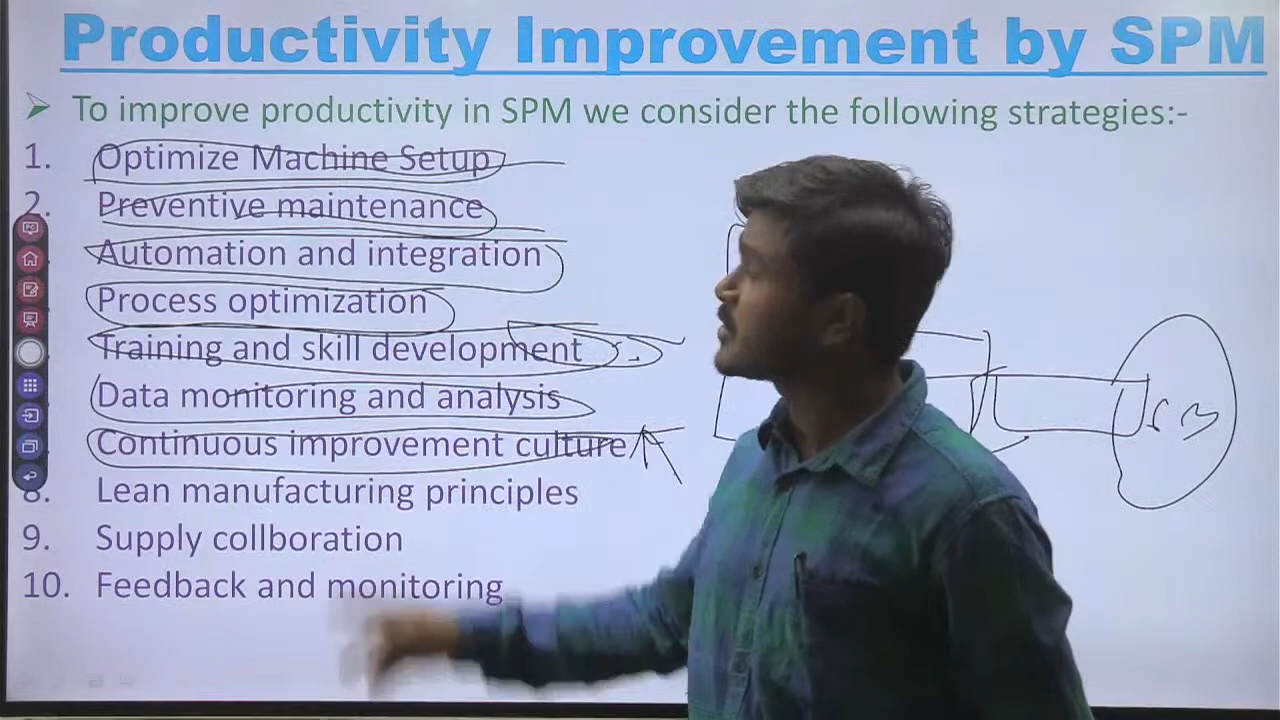 Productivity Improvement by SPM
To improve productivity in SPM we consider the following strategies:-
1. Optimize Machine Setup
2. Preventive maintenance
Automation and integration
Process optimization
Training and skill development
Data monitoring and analysis
Continuous improvement culture
8. Lean manufacturing principles
9. Supply collboration
10. Feedback and monitoring